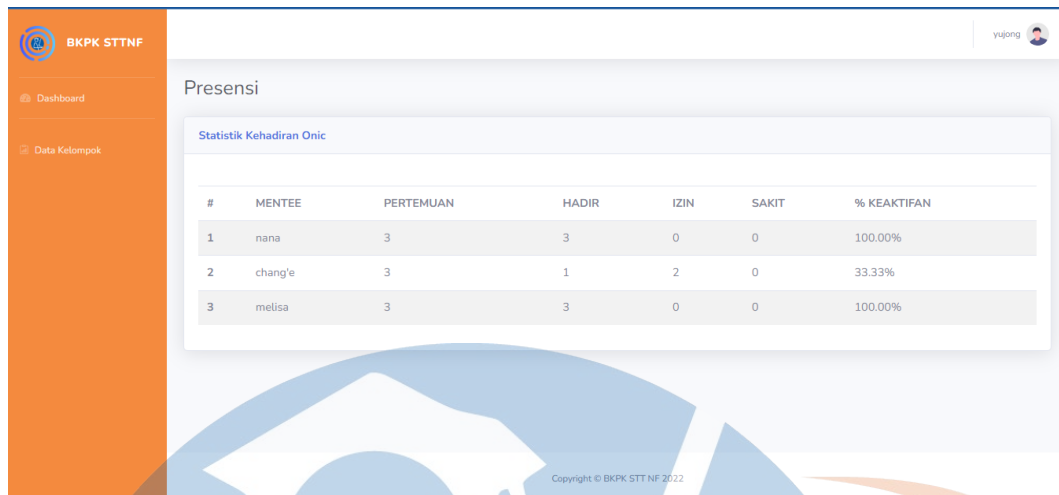 BKPK STTNF
yujong
Dashboard
Data Kelompok
Presensi
Statistik Kehadiran Onic
# MENTEE PERTEMUAN HADIR IZIN SAKIT % KEAKTIFAN
1 nana 3 3 0 0 100.00%
2 chang'e 3 1 2 0 33.33%
3 melisa 3 3 0 0 100.00%
Copyright © BKPK STT NF 2022